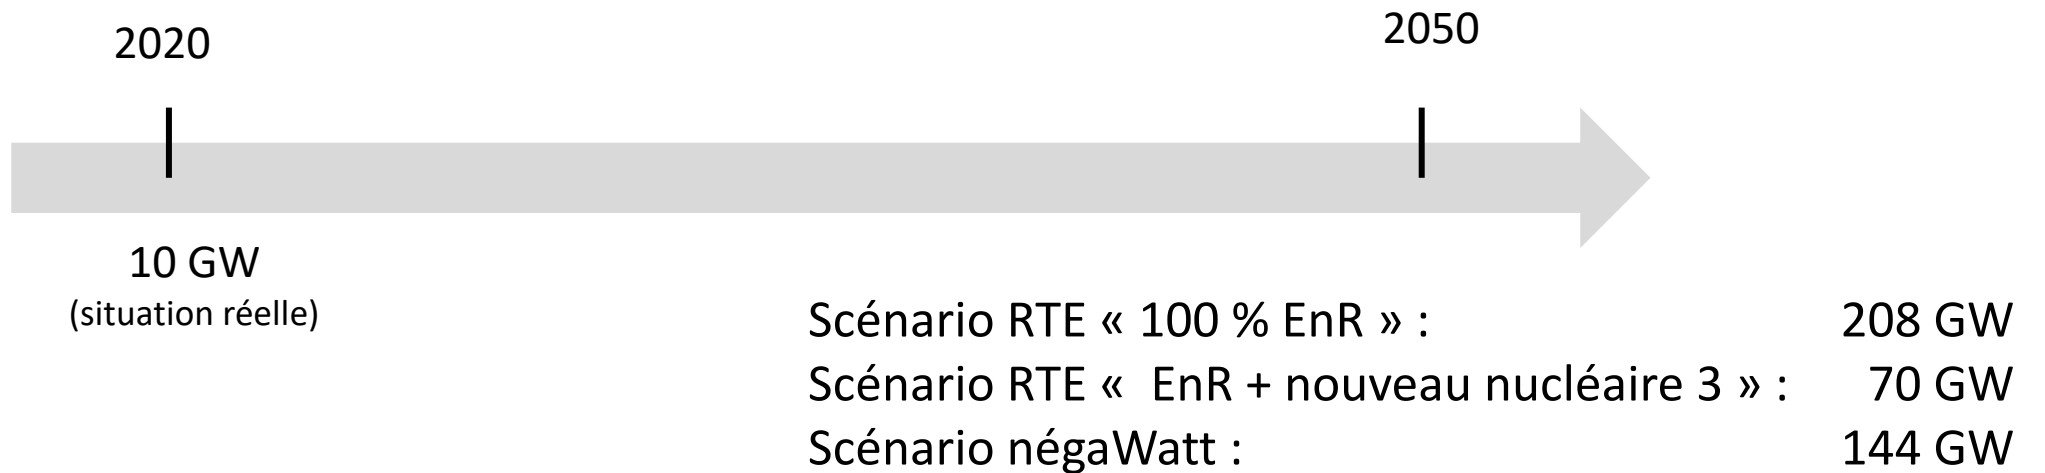 2020
2050
10 GW
(situation réelle)
Scénario RTE « 100 % EnR » : 208 GW
Scénario RTE «  EnR + nouveau nucléaire 3 » : 70 GW
Scénario négaWatt : 144 GW